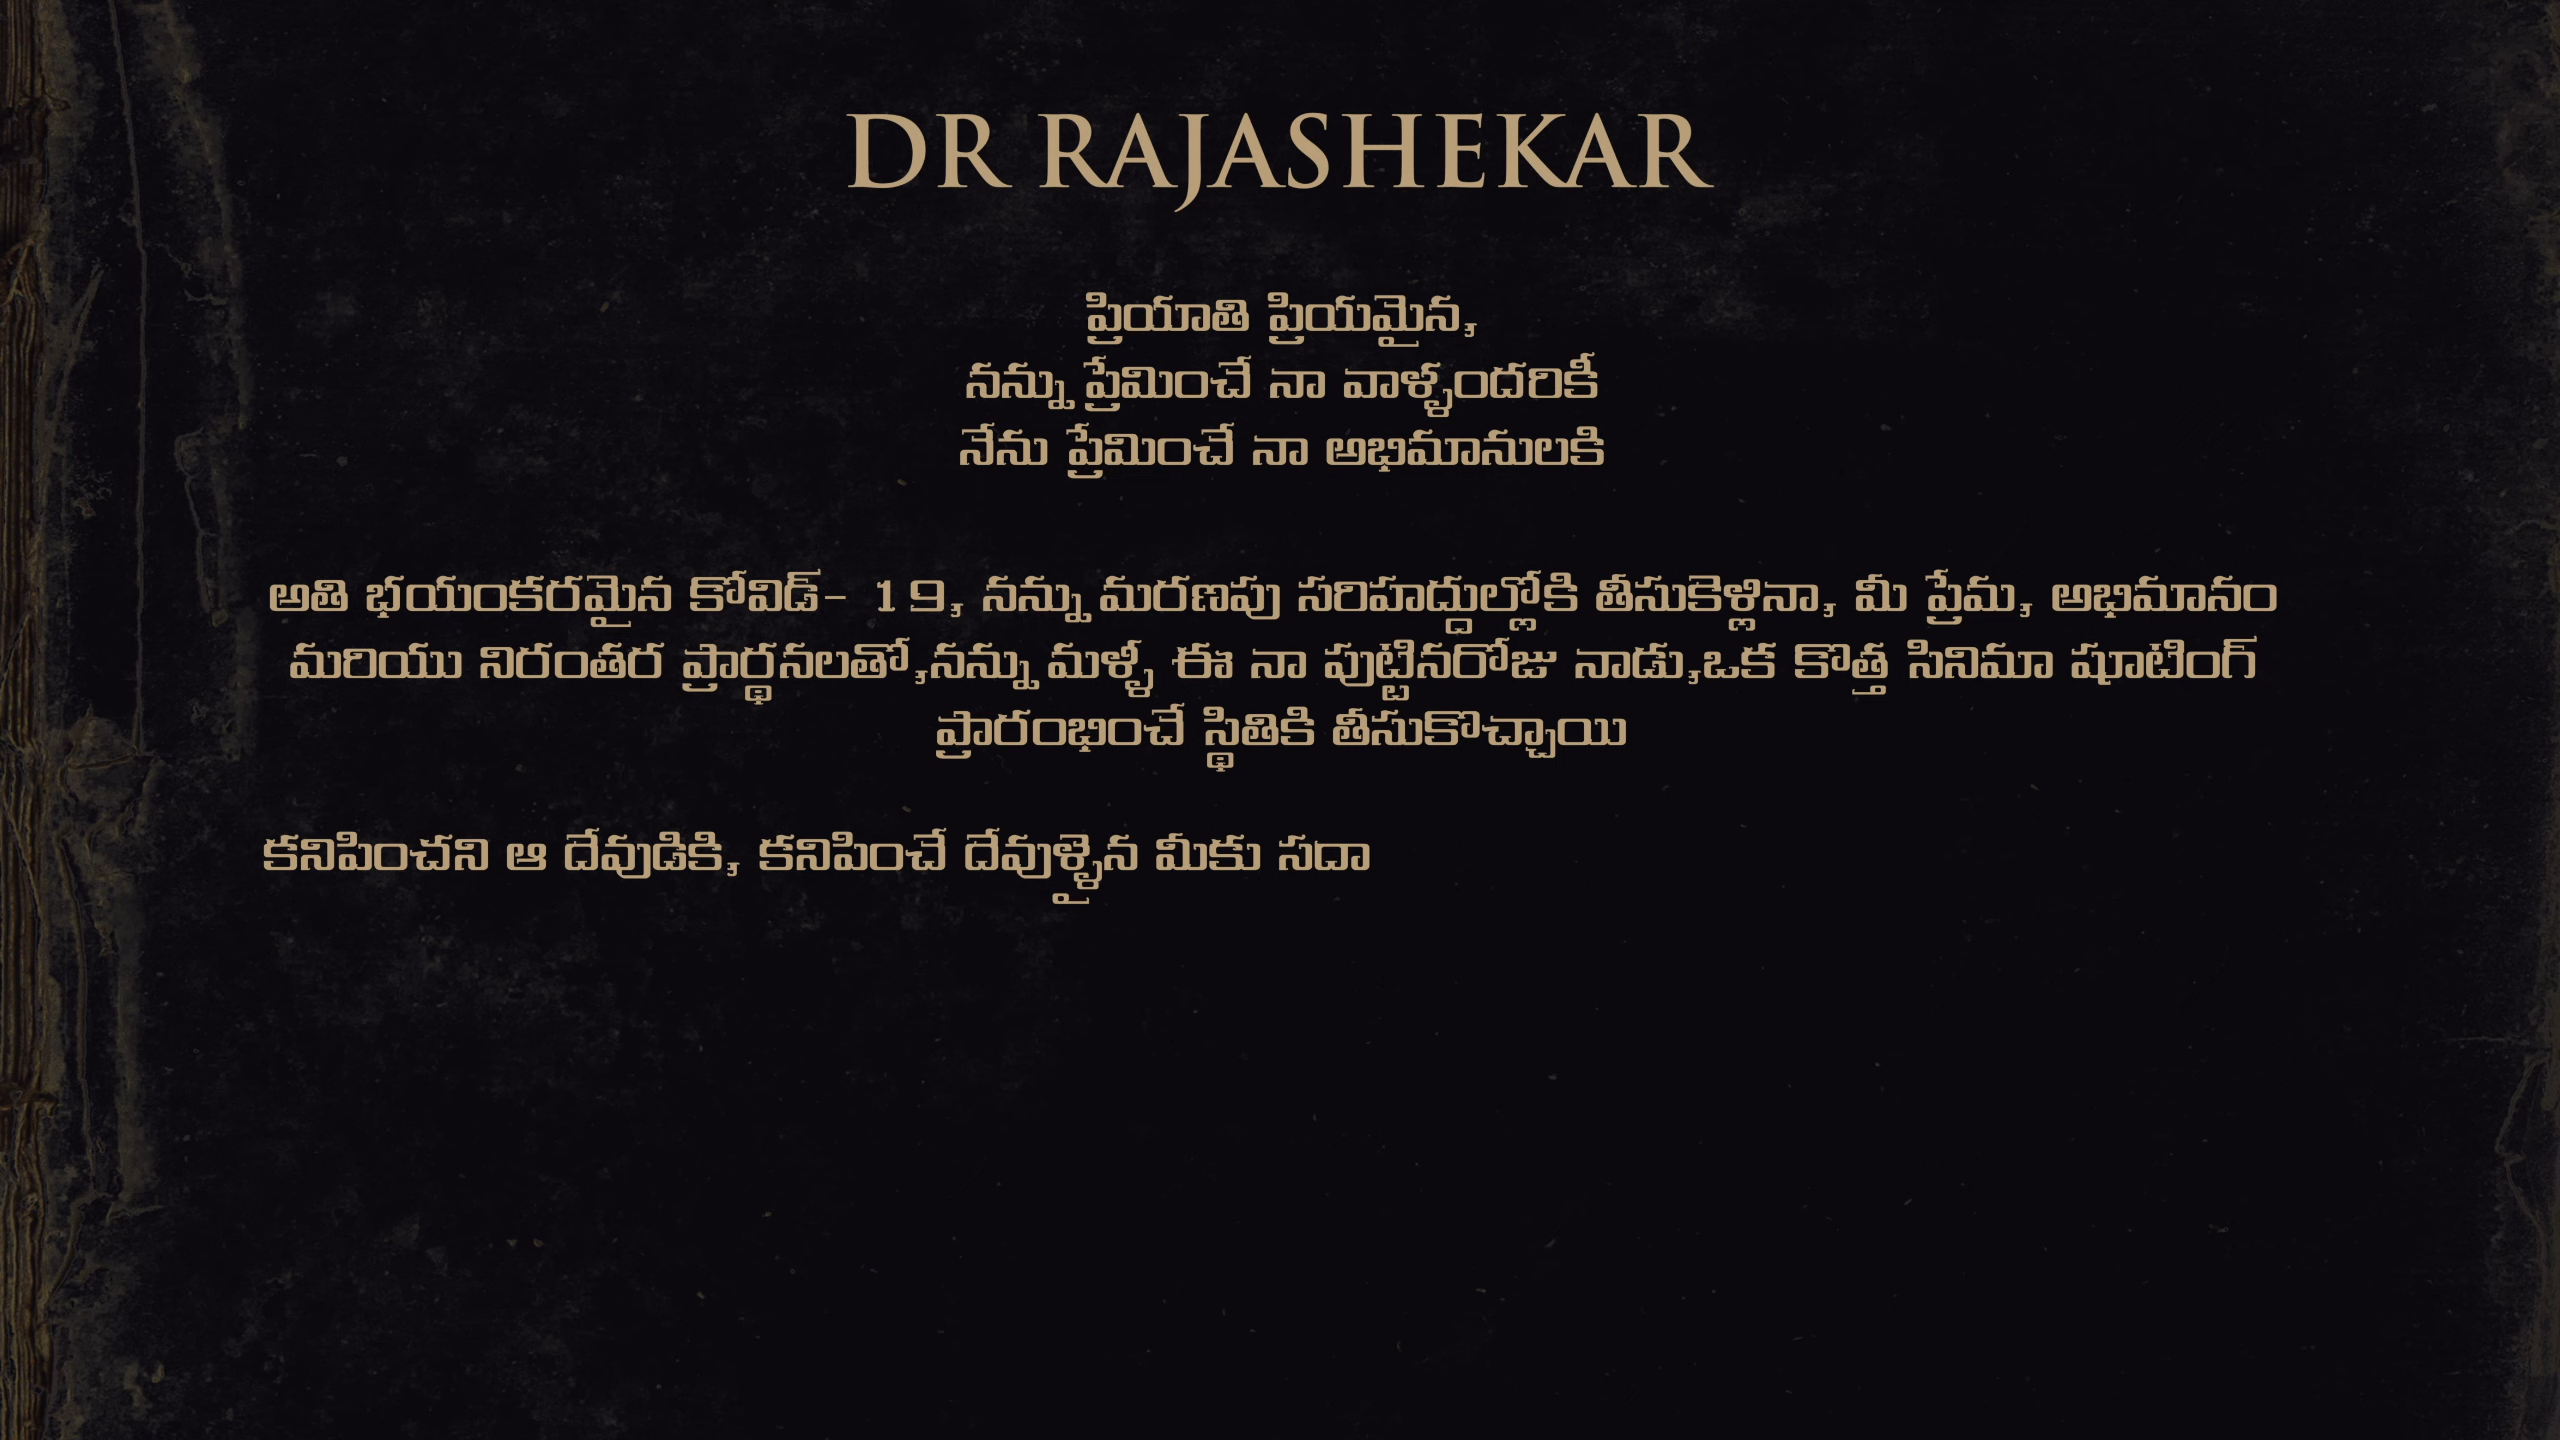 DR RAJASHEKAR
ప్రియాతి ప్రియమైన,
నన్ను ప్రేమించే నా వాళ్ళందరికీ
నేను ప్రేమించే నా అభిమానులకి
అతి భయంకరమైన కోవిడ్- 19, నన్ను మరణపు సరిహద్దుల్లోకి తీసుకెళ్లినా, మీ ప్రేమ, అభిమానం
మరియు నిరంతర ప్రార్థనలతో,నన్ను మళ్ళీ ఈ నా పుట్టినరోజు నాడు,ఒక కొత్త సినిమా షూటింగ్
ప్రారంభించే స్థితికి తీసుకొచ్చాయి
కనిపించని ఆ దేవుడికి, కనిపించే దేవుళ్ళైన మీకు సదా